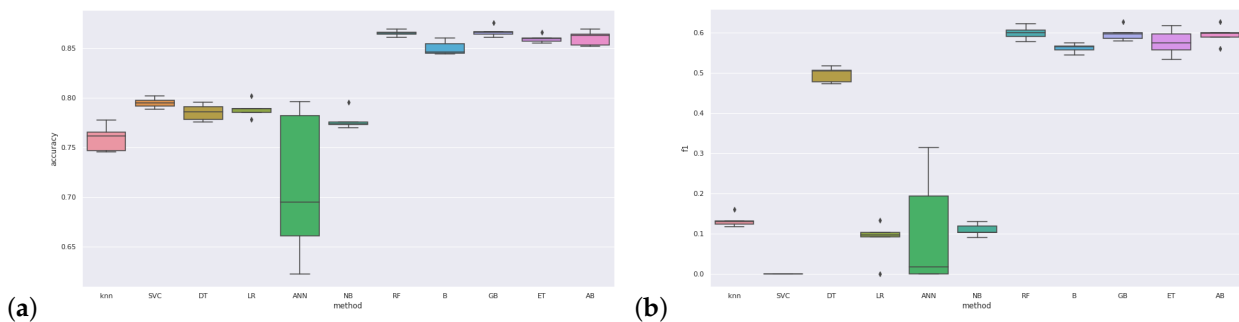 0.85
0.80
0.75
0.70
0.65
accuracy
knn SVC DT LR ANN NB RF B GB ET AB
method
(a)
0.6
0.5
0.4
0.3
0.2
0.1
0.0
f1
knn SVC DT LR ANN NB RF B GB ET AB
method
(b)